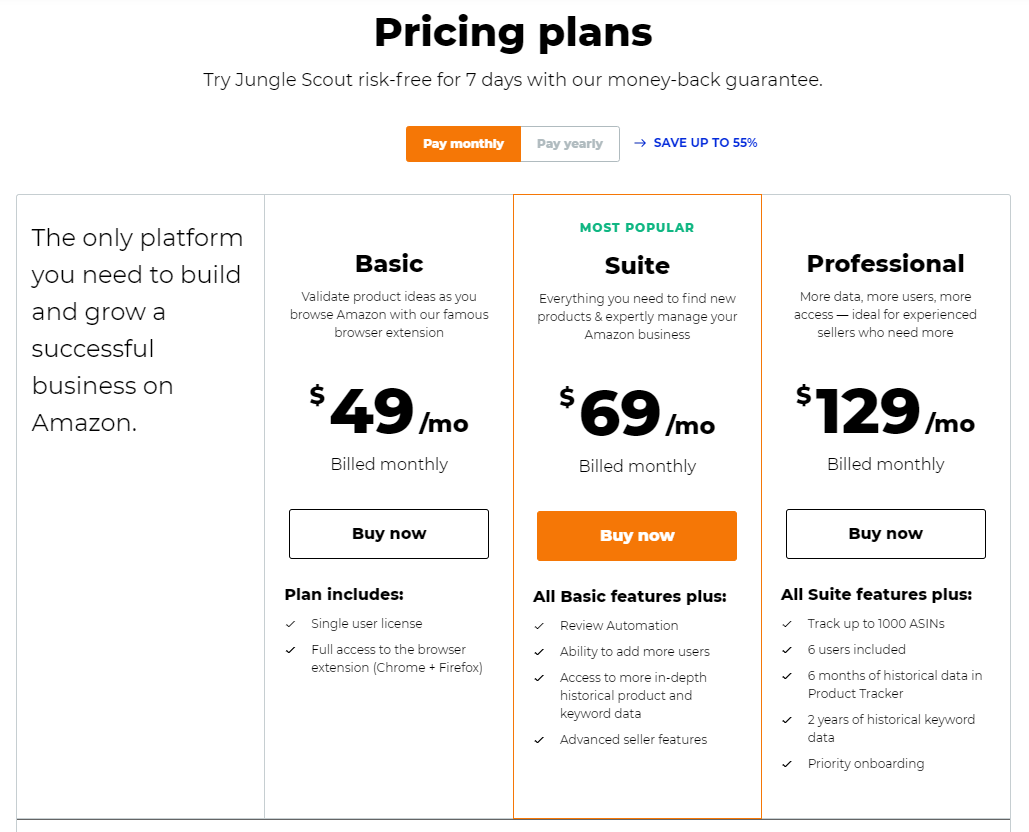 Pricing plans
Try Jungle Scout risk-free for 7 days with our money-back guarantee.
Pay monthly
Pay yearly
→ SAVE UP TO 55%
The only platform
you need to build
and grow a
successful
business on
Amazon.
Basic
Validate product ideas as you
browse Amazon with our famous
browser extension
$49/mo
Billed monthly
Buy now
Plan includes:
✓ Single user license
✓ Full access to the browser
extension (Chrome + Firefox)
MOST POPULAR
Suite
Everything you need to find new
products & expertly manage your
Amazon business
$69/mo
Billed monthly
Buy now
All Basic features plus:
✓ Review Automation
✓ Ability to add more users
✓ Access to more in-depth
historical product and
keyword data
✓ Advanced seller features
Professional
More data, more users, more
access — ideal for experienced
sellers who need more
$129/mo
Billed monthly
Buy now
All Suite features plus:
✓ Track up to 1000 ASINs
✓ 6 users included
✓ 6 months of historical data in
Product Tracker
✓ 2 years of historical keyword
data
✓ Priority onboarding